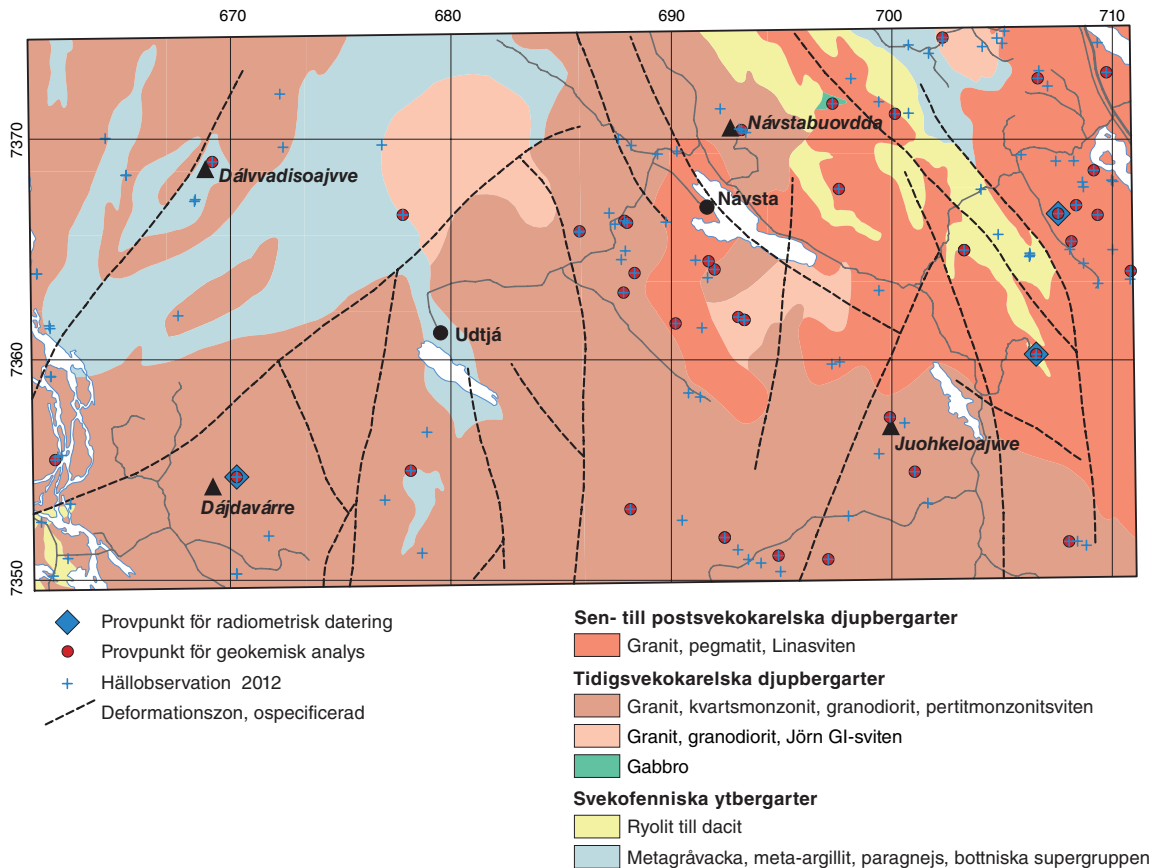 670
680
690
700
710
7370
7360
7350
Návstabuovdda
Dálvvadisoajvve
Návsta
Udtjá
Juohkeloajvve
Dájdavárre
Provpunkt för radiometrisk datering
Provpunkt för geokemisk analys
Hällobservation 2012
Deformationszon, ospecificerad
Sen- till postsvekokarelska djupbergarter
Granit, pegmatit, Linasviten
Tidigsvekokarelska djupbergarter
Granit, kvartsmonzonit, granodiorit, pertitmonzonitsviten
Granit, granodiorit, Jörn GI-sviten
Gabbro
Svekofenniska ytbergarter
Ryolit till dacit
Metagråvacka, meta-argillit, paragnejs, bottniska supergruppen